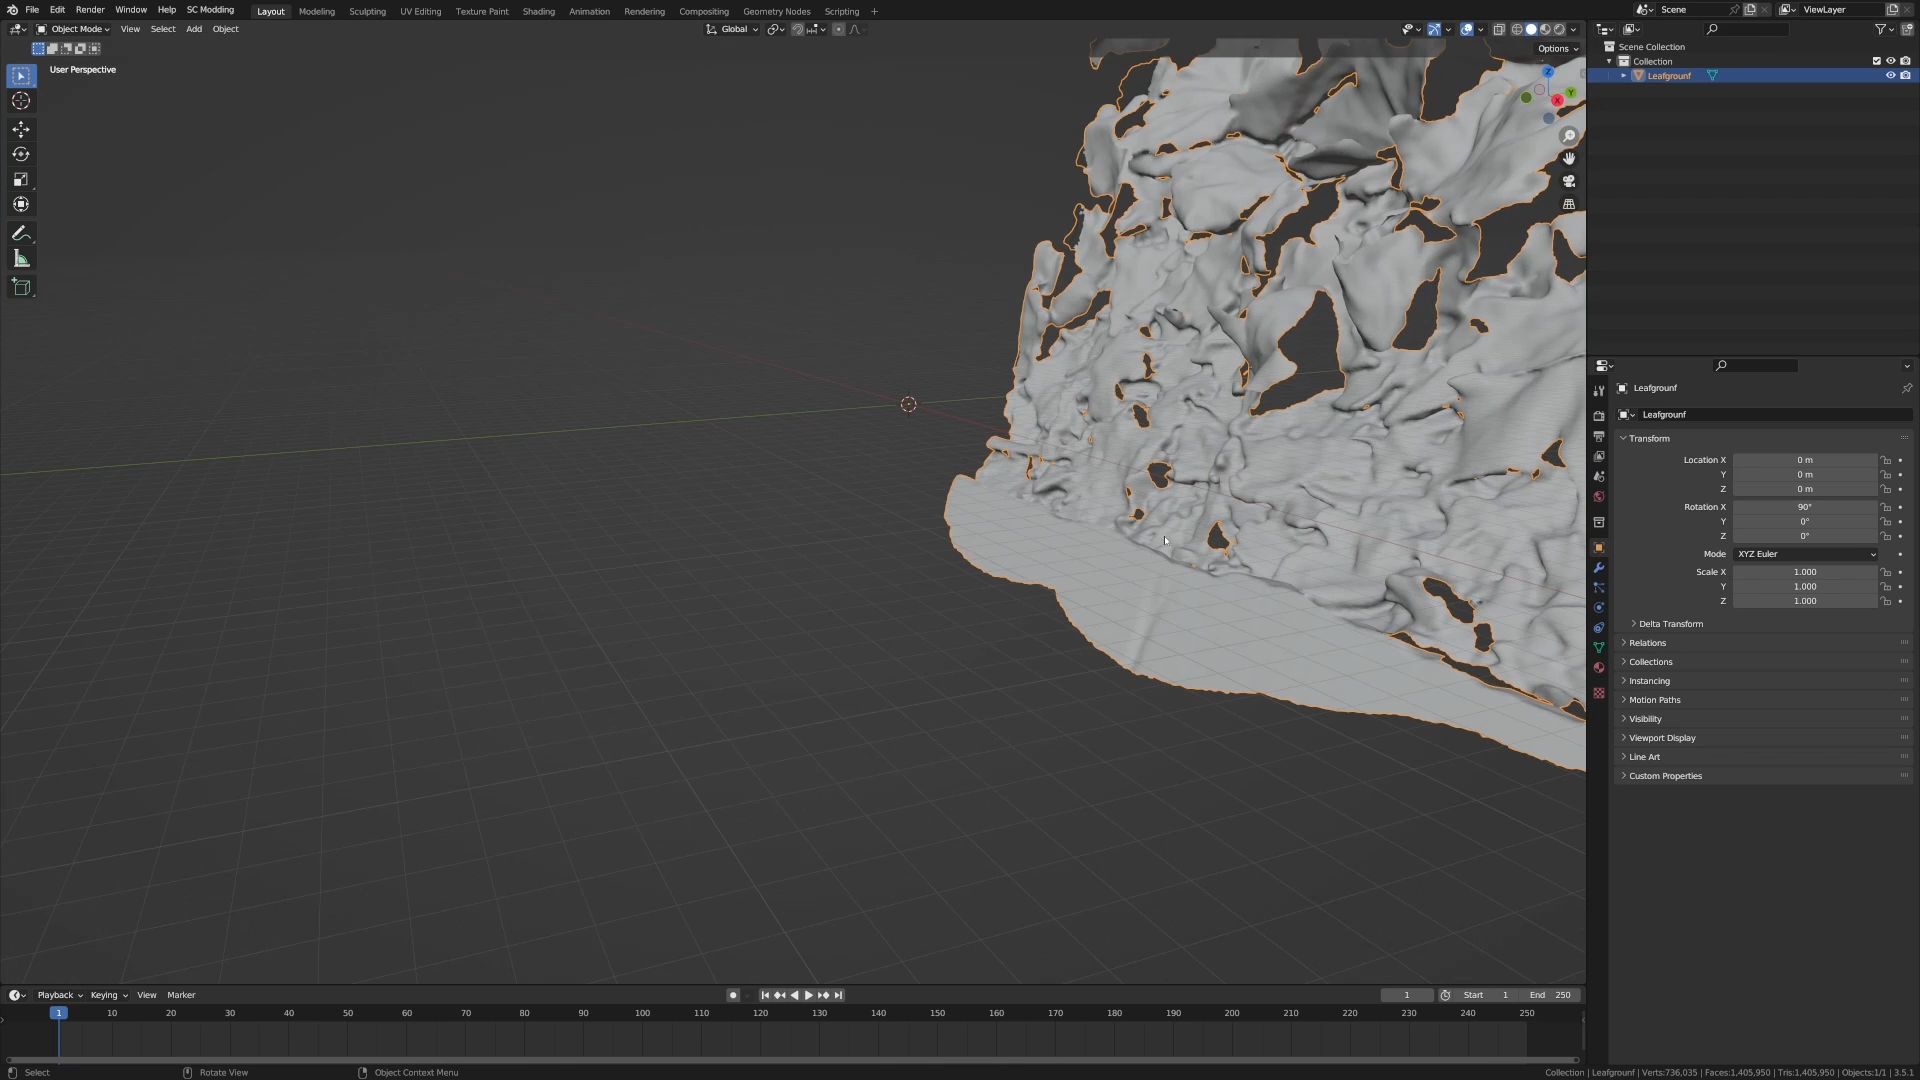 File Edit Render Window Help SC Modding Layout Modeling Sculpting UV Editing Texture Paint Shading Animation Rendering Compositing Geometry Nodes Scripting + Scene ViewLayer
Object Mode View Select Add Object Global
Options
User Perspective
Z
Y
X
Scene Collection
Collection
Leafgrounf
Leafgrounf
Leafgrounf
Transform
Location X 0 m
Y 0 m
Z 0 m
Rotation X 90°
Y 0°
Z 0°
Mode XYZ Euler
Scale X 1.000
Y 1.000
Z 1.000
Delta Transform
Relations
Collections
Instancing
Motion Paths
Visibility
Viewport Display
Line Art
Custom Properties
Playback Keying View Marker 1 Start 1 End 250
1 10 20 30 40 50 60 70 80 90 100 110 120 130 140 150 160 170 180 190 200 210 220 230 240 250
Select Rotate View Object Context Menu Collection | Leafgrounf | Verts:736,035 | Faces:1,405,950 | Tris:1,405,950 | Objects:1/1 | 3.5.1